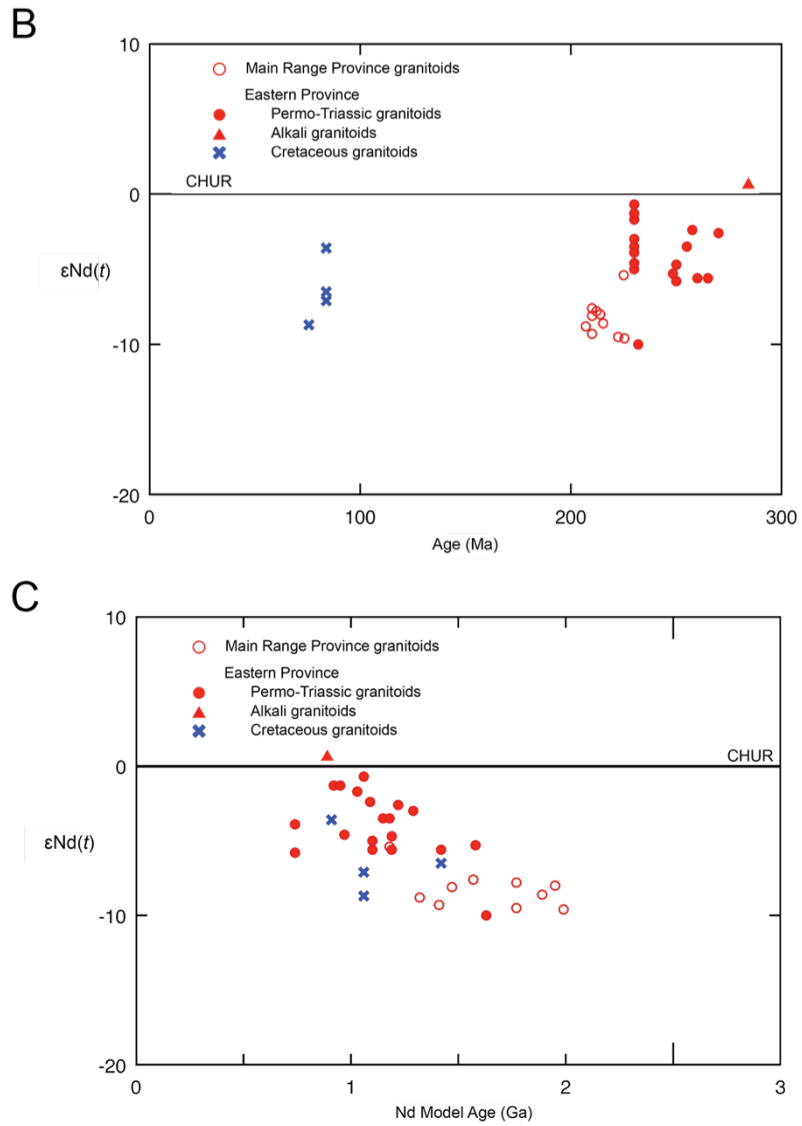 B
10
Main Range Province granitoids
Eastern Province
Permo-Triassic granitoids
Alkali granitoids
Cretaceous granitoids
CHUR
0
εNd(t)
-10
-20
0 100 200 300
Age (Ma)
C
10
Main Range Province granitoids
Eastern Province
Permo-Triassic granitoids
Alkali granitoids
Cretaceous granitoids
CHUR
0
εNd(t)
-10
-20
0 1 2 3
Nd Model Age (Ga)